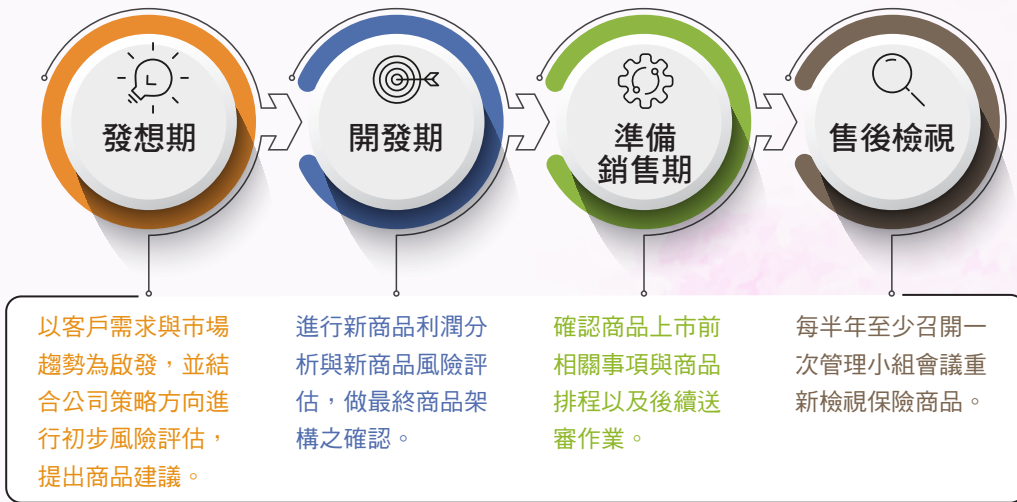 發想期
開發期
準備
銷售期
售後檢視
以客戶需求與市場
趨勢為啟發，並結
合公司策略方向進
行初步風險評估，
提出商品建議。
進行新商品利潤分
析與新商品風險評
估，做最終商品架
構之確認。
確認商品上市前
相關事項與商品
排程以及後續送
審作業。
每半年至少召開一
次管理小組會議重
新檢視保險商品。